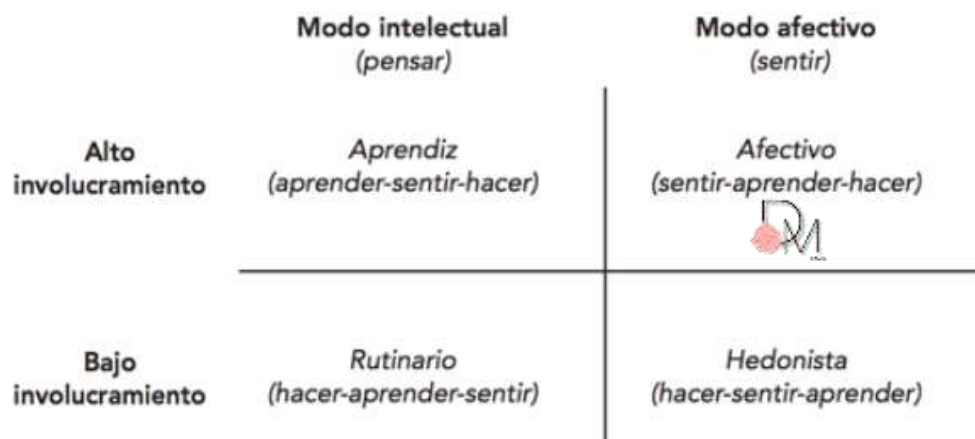 Modo intelectual
(pensar)
Modo afectivo
(sentir)
Alto
involucramiento
Aprendiz
(aprender-sentir-hacer)
Afectivo
(sentir-aprender-hacer)
DM
Bajo
involucramiento
Rutinario
(hacer-aprender-sentir)
Hedonista
(hacer-sentir-aprender)